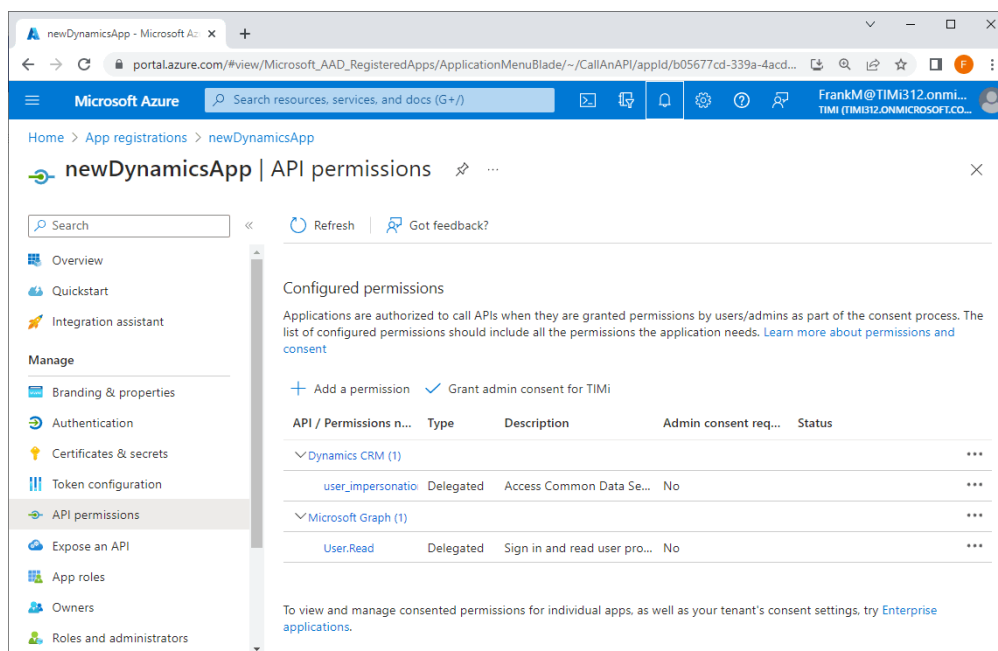 newDynamicsApp - Microsoft Az
portal.azure.com/#view/Microsoft_AAD_RegisteredApps/ApplicationMenuBlade/~/CallAnAPI/appId/b05677cd-339a-4acd...
F
Microsoft Azure
Search resources, services, and docs (G+/)
FrankM@TIMi312.onmi...
TIMI (TIMI312.ONMICROSOFT.CO...
Home > App registrations > newDynamicsApp
newDynamicsApp | API permissions
Search
Refresh
Got feedback?
Overview
Quickstart
Integration assistant
Manage
Branding & properties
Authentication
Certificates & secrets
Token configuration
API permissions
Expose an API
App roles
Owners
Roles and administrators
Configured permissions
Applications are authorized to call APIs when they are granted permissions by users/admins as part of the consent process. The
list of configured permissions should include all the permissions the application needs. Learn more about permissions and
consent
Add a permission Grant admin consent for TIMi
API / Permissions n... Type Description Admin consent req... Status
Dynamics CRM (1)
user_impersonatio Delegated Access Common Data Se... No
Microsoft Graph (1)
User.Read Delegated Sign in and read user pro... No
To view and manage consented permissions for individual apps, as well as your tenant's consent settings, try Enterprise
applications.